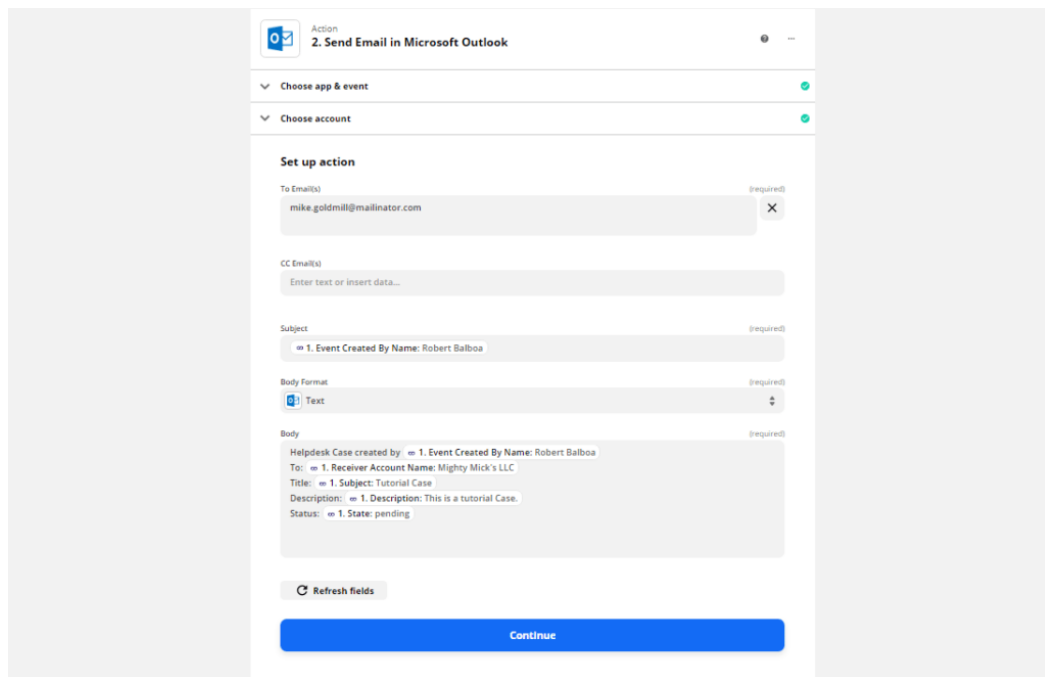 Action
2. Send Email in Microsoft Outlook
Choose app & event
Choose account
Set up action
To Email(s) (required)
mike.goldmill@mailinator.com
CC Email(s)
Enter text or insert data...
Subject (required)
1. Event Created By Name: Robert Balboa
Body Format (required)
Text
Body (required)
Helpdesk Case created by 1. Event Created By Name: Robert Balboa
To: 1. Receiver Account Name: Mighty Mick's LLC
Title: 1. Subject: Tutorial Case
Description: 1. Description: This is a tutorial Case.
Status: 1. State: pending
Refresh fields
Continue